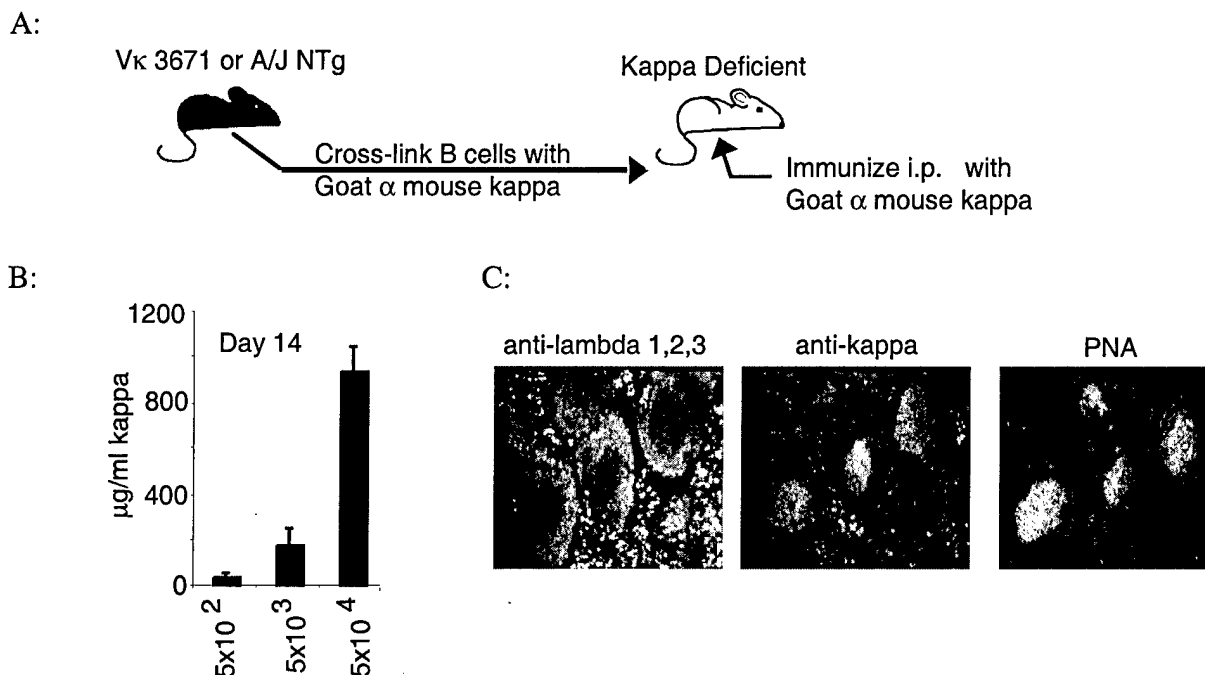 A:
Vκ 3671 or A/J NTg
Kappa Deficient
Cross-link B cells with
Goat α mouse kappa
Immunize i.p. with
Goat α mouse kappa
B:
1200
800
400
0
µg/ml kappa
Day 14
5x10 2
5x10 3
5x10 4
C:
anti-lambda 1,2,3
anti-kappa
PNA